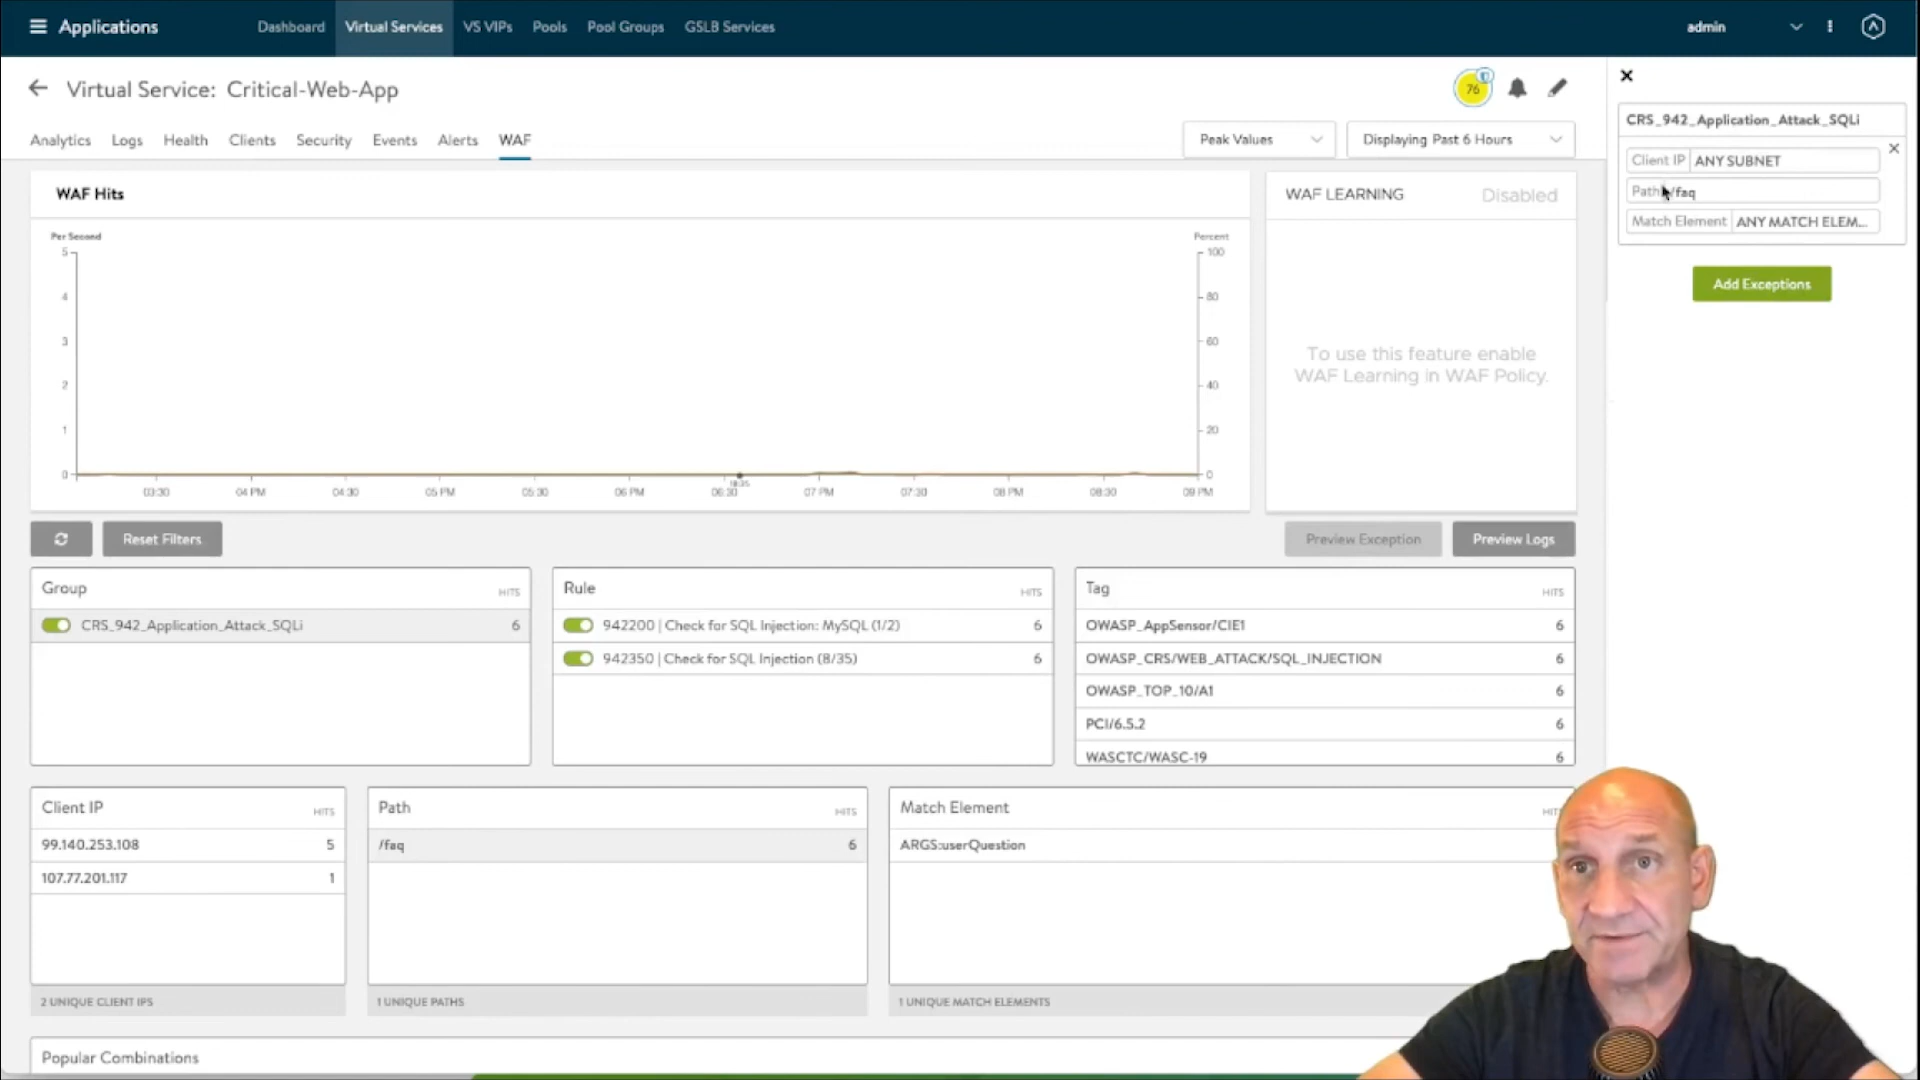 Applications
Dashboard
Virtual Services
VS VIPs
Pools
Pool Groups
GSLB Services
admin
Virtual Service: Critical-Web-App
76
Analytics
Logs
Health
Clients
Security
Events
Alerts
WAF
Peak Values
Displaying Past 6 Hours
WAF Hits
Per Second
Percent
5
4
3
2
1
0
100
80
60
40
20
0
03:30
04 PM
04:30
05 PM
05:30
06 PM
06:30
18:35
07 PM
07:30
08 PM
08:30
09 PM
WAF LEARNING
Disabled
To use this feature enable
WAF Learning in WAF Policy.
CRS_942_Application_Attack_SQLi
Client IP ANY SUBNET
Path /faq
Match Element ANY MATCH ELEM...
Add Exceptions
Reset Filters
Preview Exception
Preview Logs
Group HITS
CRS_942_Application_Attack_SQLi 6
Rule HITS
942200 | Check for SQL Injection: MySQL (1/2) 6
942350 | Check for SQL Injection (8/35) 6
Tag HITS
OWASP_AppSensor/CIE1 6
OWASP_CRS/WEB_ATTACK/SQL_INJECTION 6
OWASP_TOP_10/A1 6
PCI/6.5.2 6
WASCTC/WASC-19 6
Client IP HITS
99.140.253.108 5
107.77.201.117 1
2 UNIQUE CLIENT IPS
Path HITS
/faq 6
1 UNIQUE PATHS
Match Element
ARGS:userQuestion
1 UNIQUE MATCH ELEMENTS
Popular Combinations